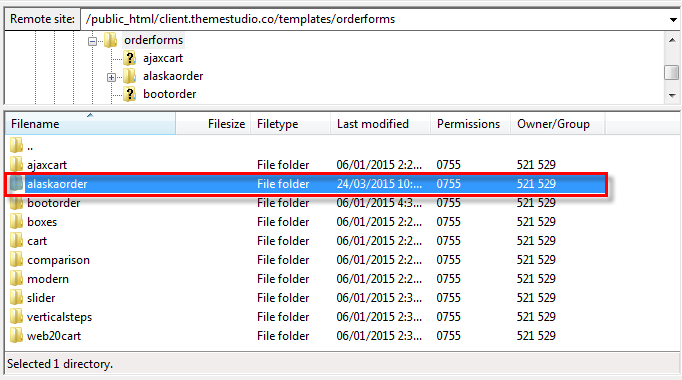 Remote site: /public_html/client.themestudio.co/templates/orderforms
orderforms
? ajaxcart
alaskaorder
? bootorder
Filename Filesize Filetype Last modified Permissions Owner/Group
..
ajaxcart File folder 06/01/2015 2:2... 0755 521 529
alaskaorder File folder 24/03/2015 10:... 0755 521 529
bootorder File folder 06/01/2015 4:3... 0755 521 529
boxes File folder 06/01/2015 2:2... 0755 521 529
cart File folder 06/01/2015 2:2... 0755 521 529
comparison File folder 06/01/2015 2:2... 0755 521 529
modern File folder 06/01/2015 2:2... 0755 521 529
slider File folder 06/01/2015 2:3... 0755 521 529
verticalsteps File folder 06/01/2015 2:3... 0755 521 529
web20cart File folder 06/01/2015 2:3... 0755 521 529
Selected 1 directory.